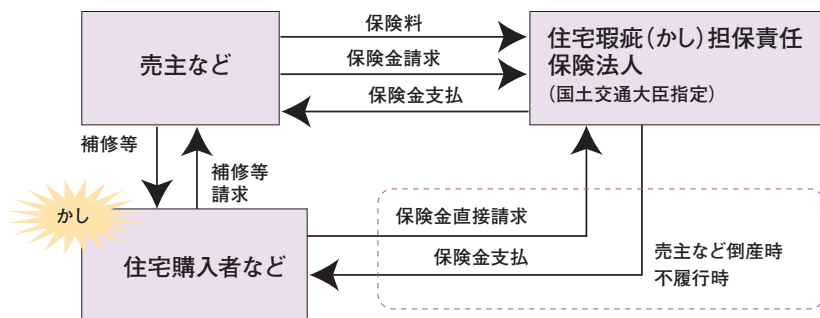 保険料
売主など
保険金請求
保険金支払
住宅瑕疵（かし）担保責任
保険法人
（国土交通大臣指定）
補修等
補修等
請求
かし
住宅購入者など
保険金直接請求
保険金支払
売主など倒産時
不履行時